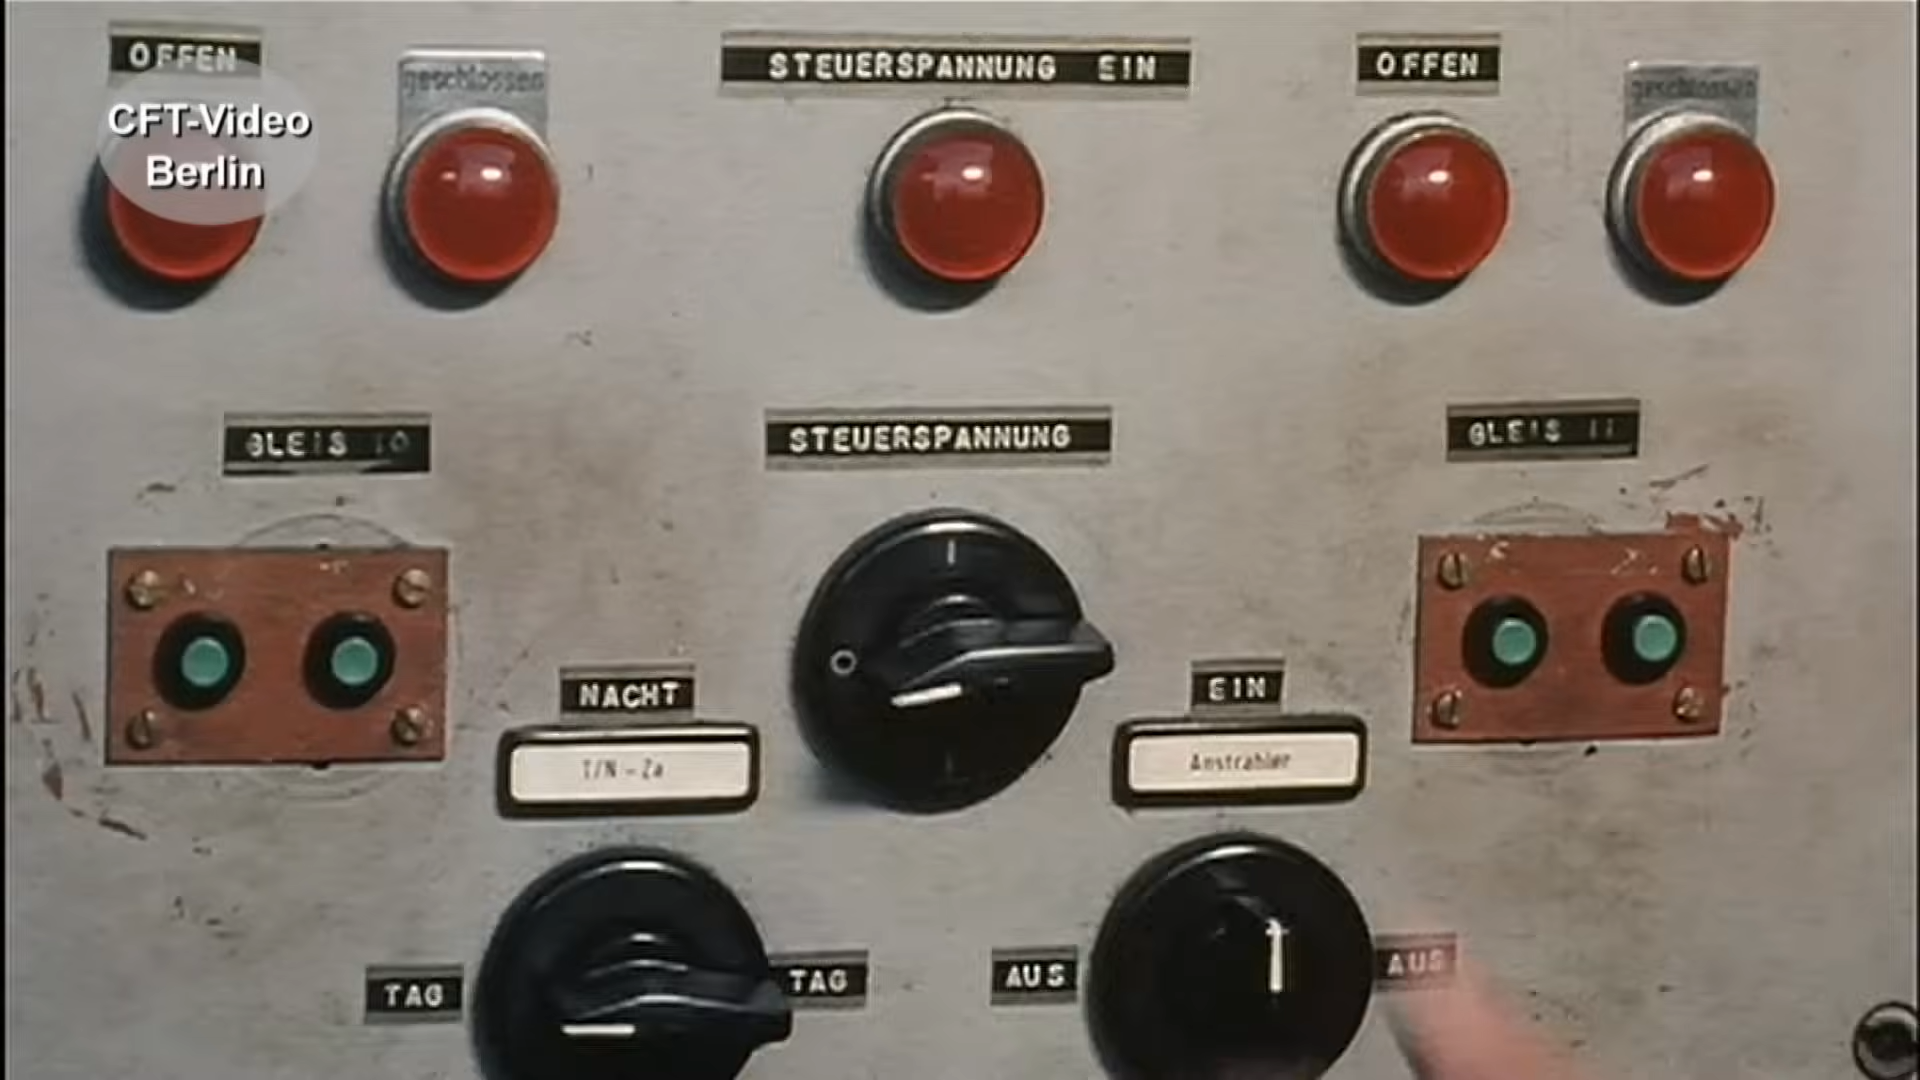 OFFEN
geschlossen
STEUERSPANNUNG EIN
OFFEN
geschlossen
CFT-Video
Berlin
GLEIS 10
STEUERSPANNUNG
GLEIS 11
NACHT
EIN
T/N - Za
Anstrahler
TAG
TAG
AUS
AUS